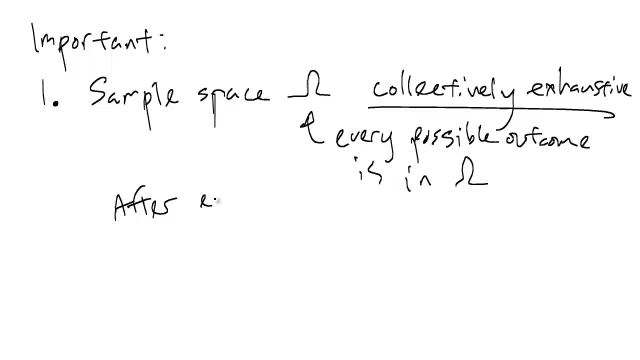 Important:
1. Sample space Ω collectively exhaustive
every possible outcome
is in Ω
After e